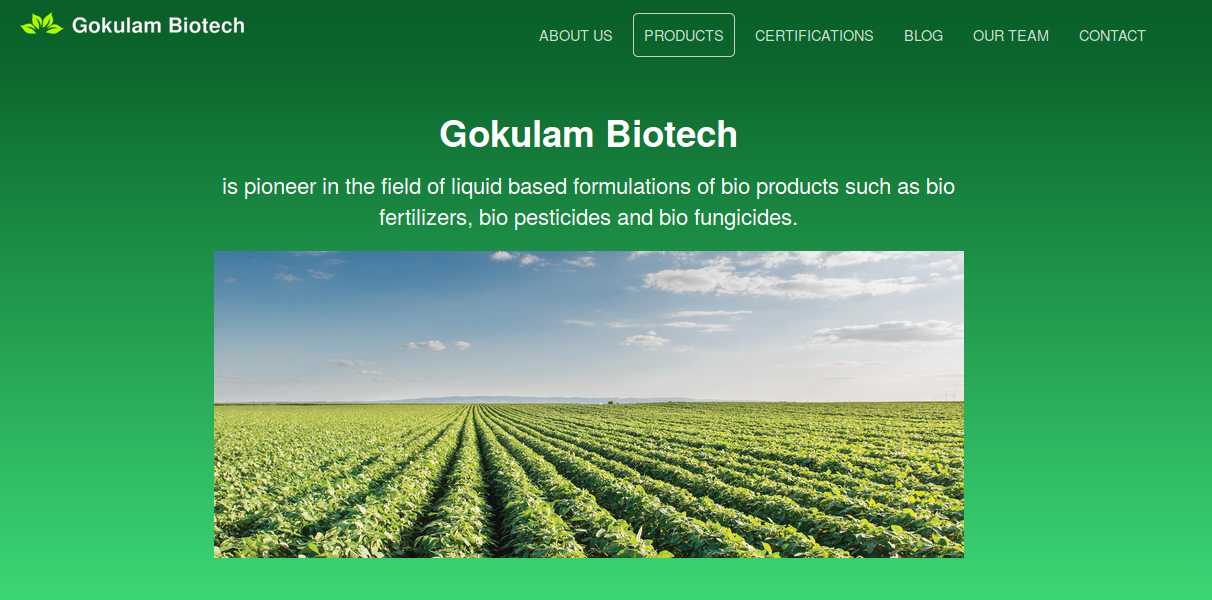 Gokulam Biotech
ABOUT US PRODUCTS CERTIFICATIONS BLOG OUR TEAM CONTACT
Gokulam Biotech
is pioneer in the field of liquid based formulations of bio products such as bio
fertilizers, bio pesticides and bio fungicides.